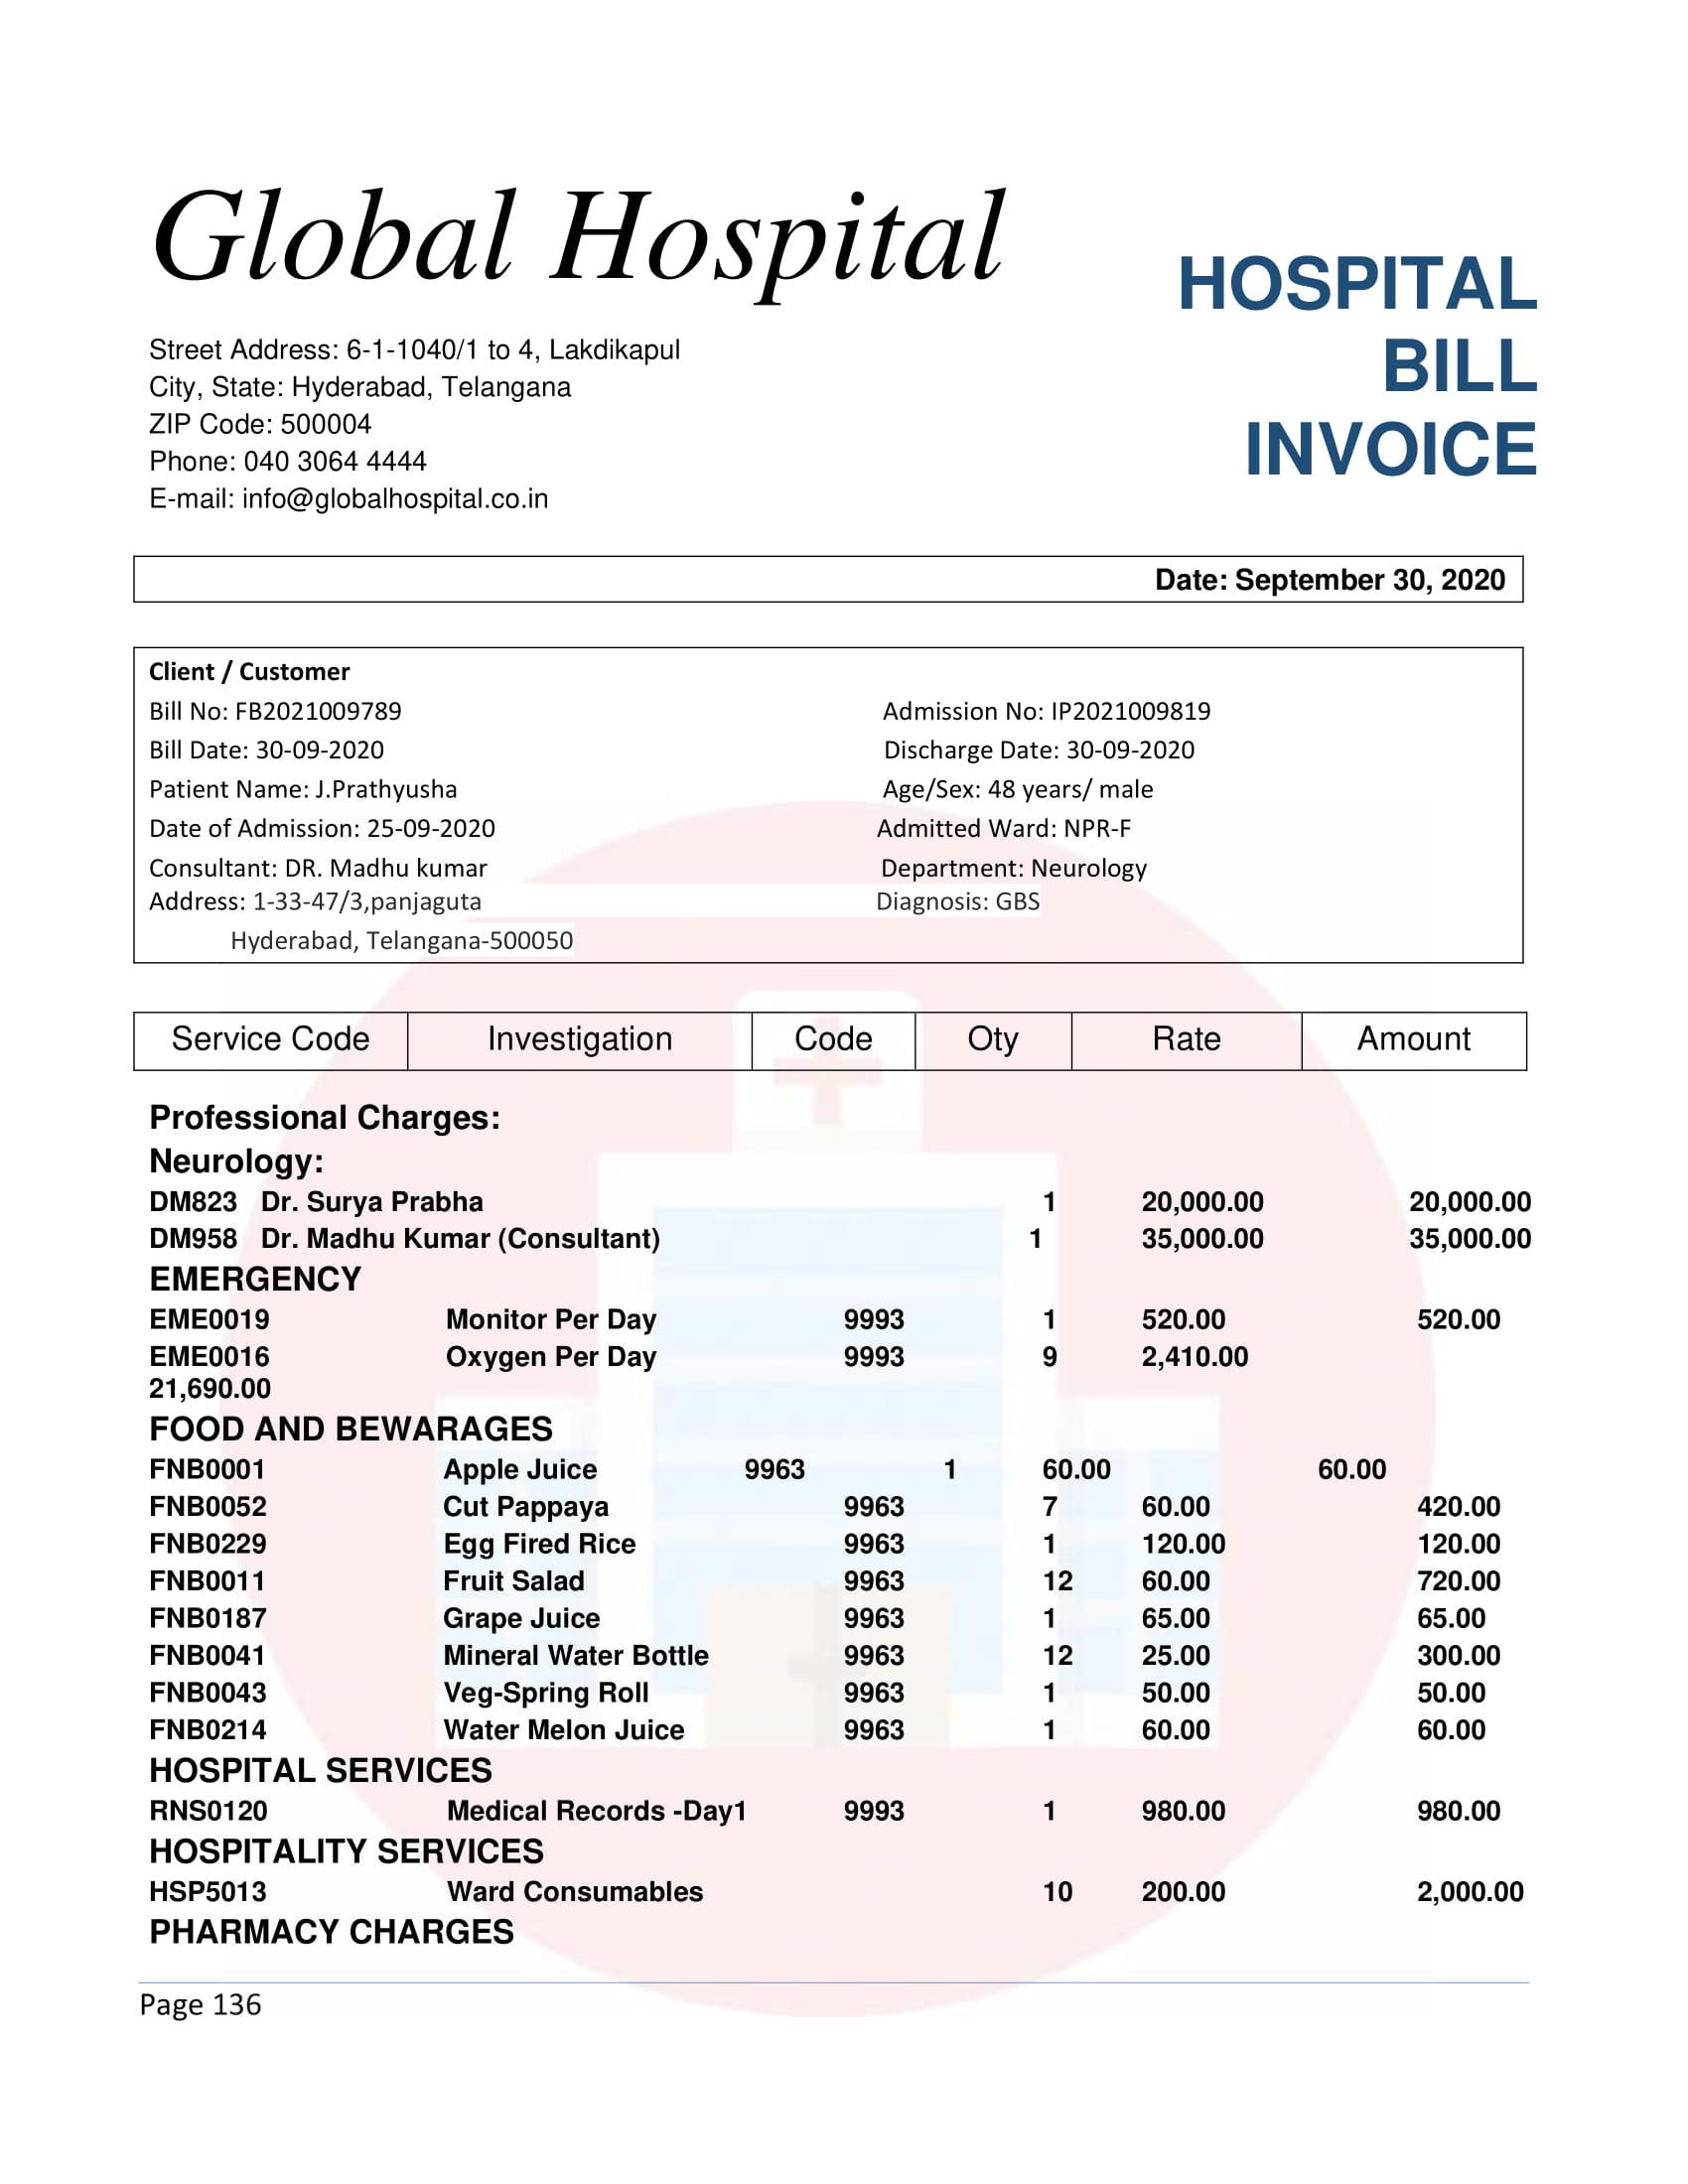 Global Hospital
HOSPITAL
BILL
INVOICE
Street Address: 6-1-1040/1 to 4, Lakdikapul
City, State: Hyderabad, Telangana
ZIP Code: 500004
Phone: 040 3064 4444
E-mail: info@globalhospital.co.in
Date: September 30, 2020
Client / Customer
Bill No: FB2021009789 Admission No: IP2021009819
Bill Date: 30-09-2020 Discharge Date: 30-09-2020
Patient Name: J.Prathyusha Age/Sex: 48 years/ male
Date of Admission: 25-09-2020 Admitted Ward: NPR-F
Consultant: DR. Madhu kumar Department: Neurology
Address: 1-33-47/3,panjaguta Diagnosis: GBS
Hyderabad, Telangana-500050
Service Code Investigation Code Oty Rate Amount
Professional Charges:
Neurology:
DM823 Dr. Surya Prabha 1 20,000.00 20,000.00
DM958 Dr. Madhu Kumar (Consultant) 1 35,000.00 35,000.00
EMERGENCY
EME0019 Monitor Per Day 9993 1 520.00 520.00
EME0016 Oxygen Per Day 9993 9 2,410.00
21,690.00
FOOD AND BEWARAGES
FNB0001 Apple Juice 9963 1 60.00 60.00
FNB0052 Cut Pappaya 9963 7 60.00 420.00
FNB0229 Egg Fired Rice 9963 1 120.00 120.00
FNB0011 Fruit Salad 9963 12 60.00 720.00
FNB0187 Grape Juice 9963 1 65.00 65.00
FNB0041 Mineral Water Bottle 9963 12 25.00 300.00
FNB0043 Veg-Spring Roll 9963 1 50.00 50.00
FNB0214 Water Melon Juice 9963 1 60.00 60.00
HOSPITAL SERVICES
RNS0120 Medical Records -Day1 9993 1 980.00 980.00
HOSPITALITY SERVICES
HSP5013 Ward Consumables 10 200.00 2,000.00
PHARMACY CHARGES
Page 136